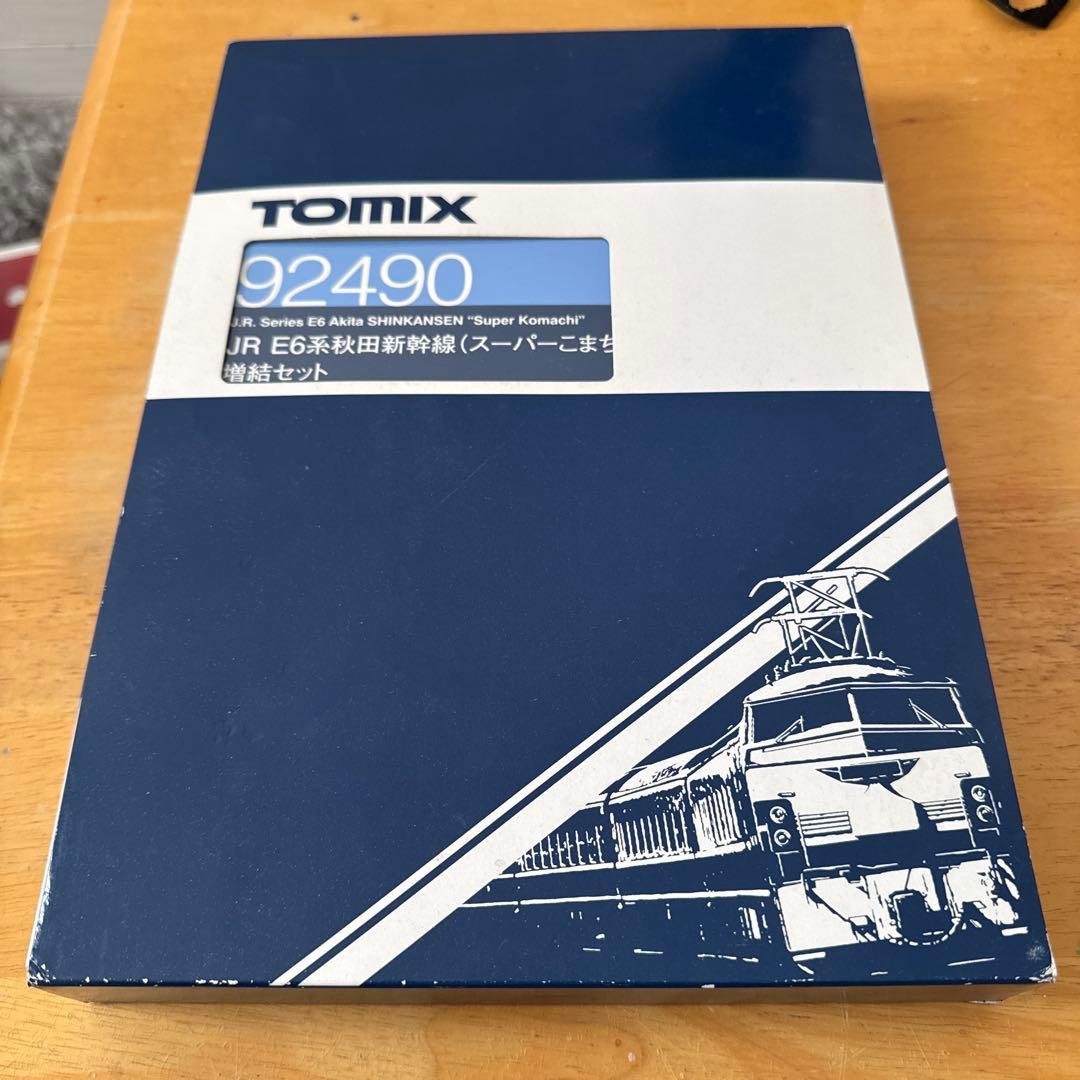 TOMIX
92490
J.R. Series E6 Akita SHINKANSEN "Super Komachi"
JR E6系秋田新幹線(スーパーこまち
増結セット